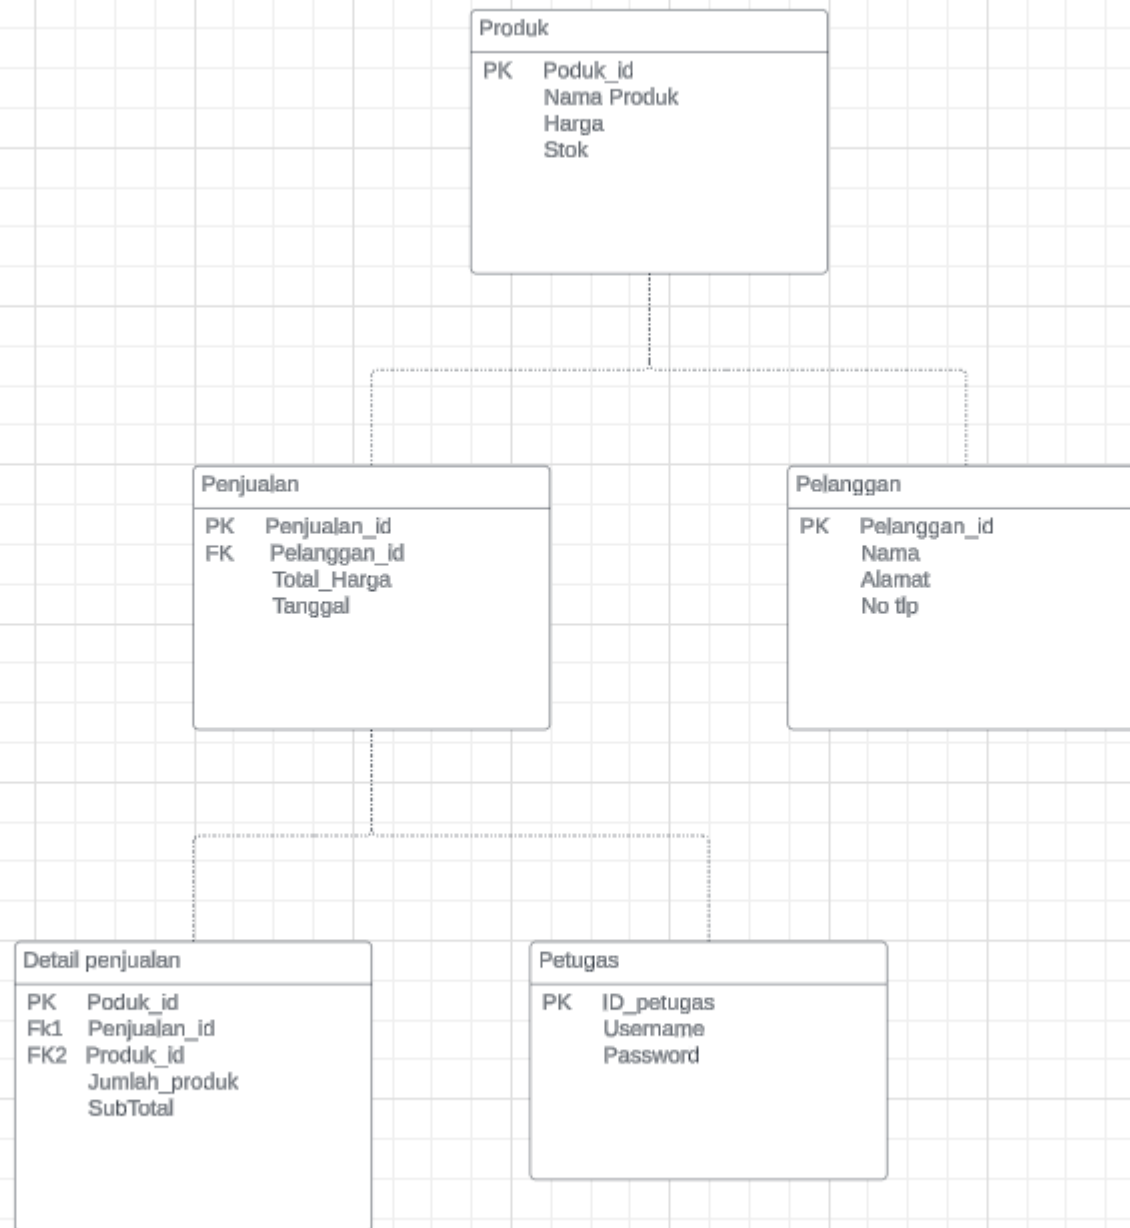 Produk
PK Poduk_id
Nama Produk
Harga
Stok
Penjualan
PK Penjualan_id
FK Pelanggan_id
Total_Harga
Tanggal
Pelanggan
PK Pelanggan_id
Nama
Alamat
No tlp
Detail penjualan
PK Poduk_id
Fk1 Penjualan_id
FK2 Produk_id
Jumlah_produk
SubTotal
Petugas
PK ID_petugas
Username
Password